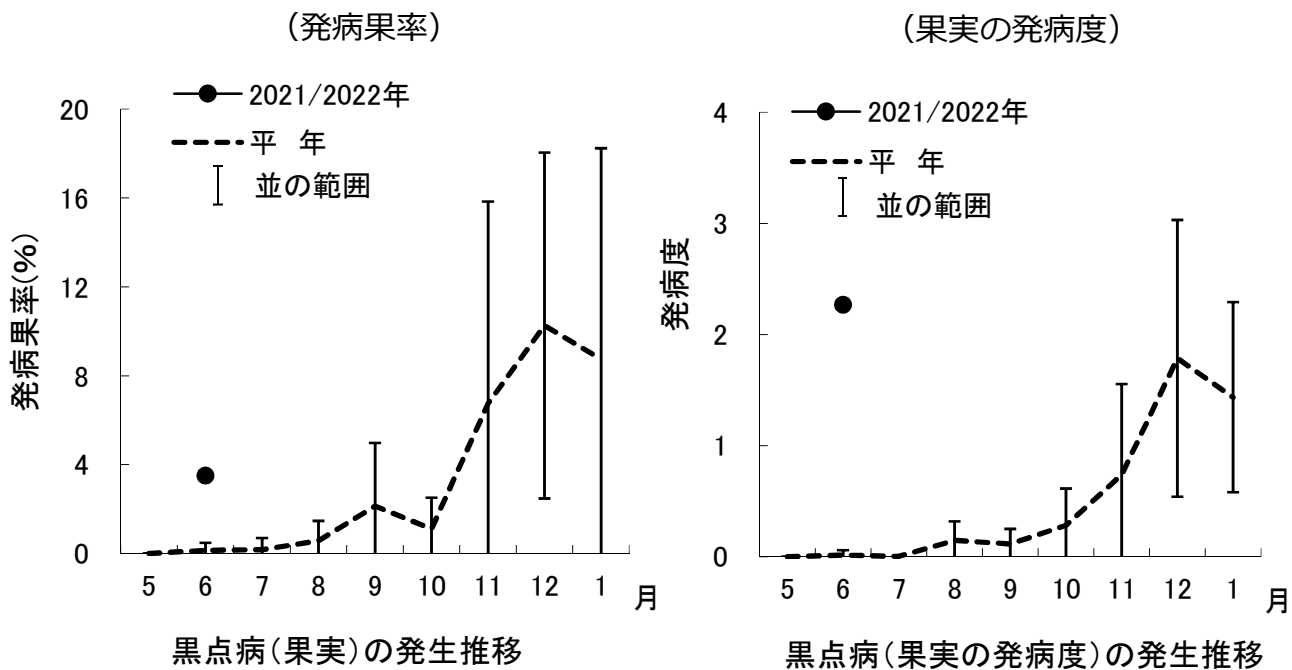 （発病果率）
2021/2022年
平　年
並の範囲
発病果率(%)
20
16
12
8
4
0
5 6 7 8 9 10 11 12 1 月
黒点病（果実）の発生推移
（果実の発病度）
2021/2022年
平　年
並の範囲
発病度
4
3
2
1
0
5 6 7 8 9 10 11 12 1 月
黒点病（果実の発病度）の発生推移